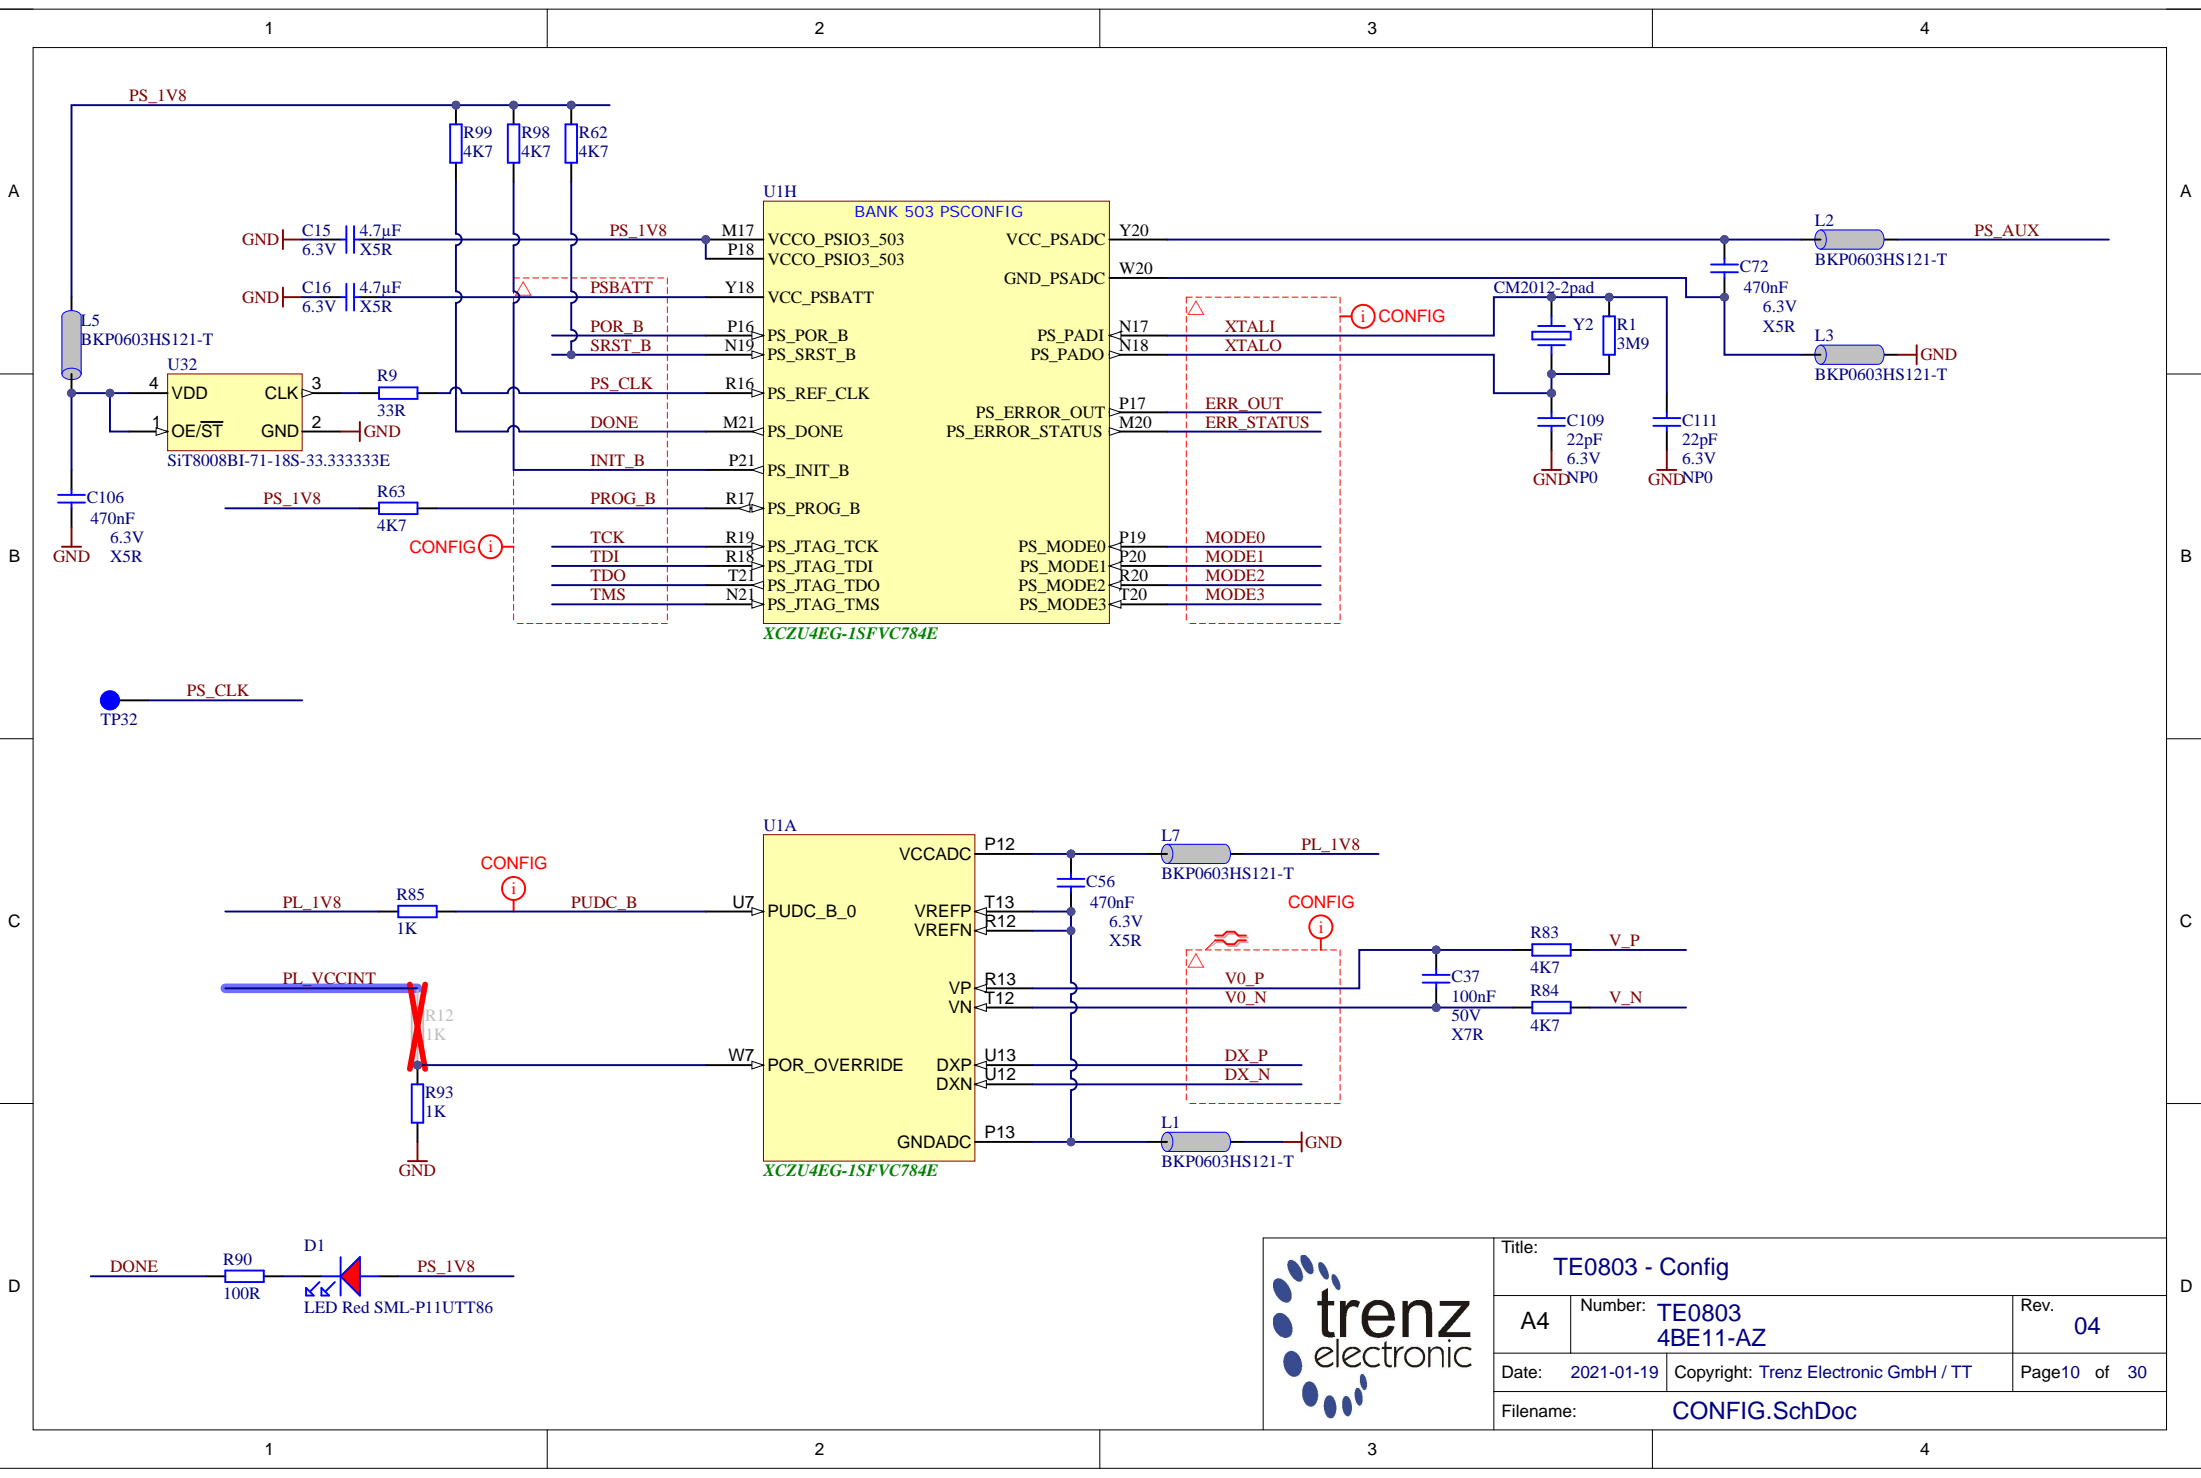 1 2 3 4
A
B
C
D
A
B
C
D
PS_1V8
R99
4K7
R98
4K7
R62
4K7
L5
BKP0603HS121-T
GND C15 4.7µF
6.3V X5R
PS_1V8
GND C16 4.7µF
6.3V X5R
PSBATT
POR_B
SRST_B
PS_CLK
DONE
INIT_B
PROG_B
TCK
TDI
TDO
TMS
CONFIG i
U32
4 VDD CLK 3
1 OE/ST GND 2 GND
SiT8008BI-71-18S-33.333333E
R9
33R
C106
470nF
6.3V
X5R
GND
PS_1V8
R63
4K7
U1H
BANK 503 PSCONFIG
M17 VCCO_PSIO3_503
P18 VCCO_PSIO3_503
Y18 VCC_PSBATT
P16 PS_POR_B
N19 PS_SRST_B
R16 PS_REF_CLK
M21 PS_DONE
P21 PS_INIT_B
R17 PS_PROG_B
R19 PS_JTAG_TCK
R18 PS_JTAG_TDI
T21 PS_JTAG_TDO
N21 PS_JTAG_TMS
VCC_PSADC Y20
GND_PSADC W20
PS_PADI N17
PS_PADO N18
PS_ERROR_OUT P17
PS_ERROR_STATUS M20
PS_MODE0 P19
PS_MODE1 P20
PS_MODE2 R20
PS_MODE3 T20
XCZU4EG-1SFVC784E
XTALI
XTALO
ERR_OUT
ERR_STATUS
MODE0
MODE1
MODE2
MODE3
i CONFIG
CM2012-2pad
Y2
R1
3M9
C109
22pF
6.3V
NP0
GND
C111
22pF
6.3V
NP0
GND
C72
470nF
6.3V
X5R
L2
BKP0603HS121-T
PS_AUX
L3
BKP0603HS121-T
GND
TP32
PS_CLK
PL_1V8
R85
1K
CONFIG
i
PUDC_B
PL_VCCINT
R12
1K
R93
1K
GND
U1A
U7 PUDC_B_0
W7 POR_OVERRIDE
VCCADC P12
VREFP T13
VREFN R12
VP R13
VN T12
DXP U13
DXN U12
GNDADC P13
XCZU4EG-1SFVC784E
C56
470nF
6.3V
X5R
L7
BKP0603HS121-T
PL_1V8
CONFIG
i
V0_P
V0_N
DX_P
DX_N
L1
BKP0603HS121-T
GND
C37
100nF
50V
X7R
R83
4K7
V_P
R84
4K7
V_N
DONE
R90
100R
D1
LED Red SML-P11UTT86
PS_1V8
trenz
electronic
Title:
TE0803 - Config
A4
Number: TE0803
4BE11-AZ
Rev.
04
Date: 2021-01-19 Copyright: Trenz Electronic GmbH / TT Page10 of 30
Filename: CONFIG.SchDoc
1 2 3 4